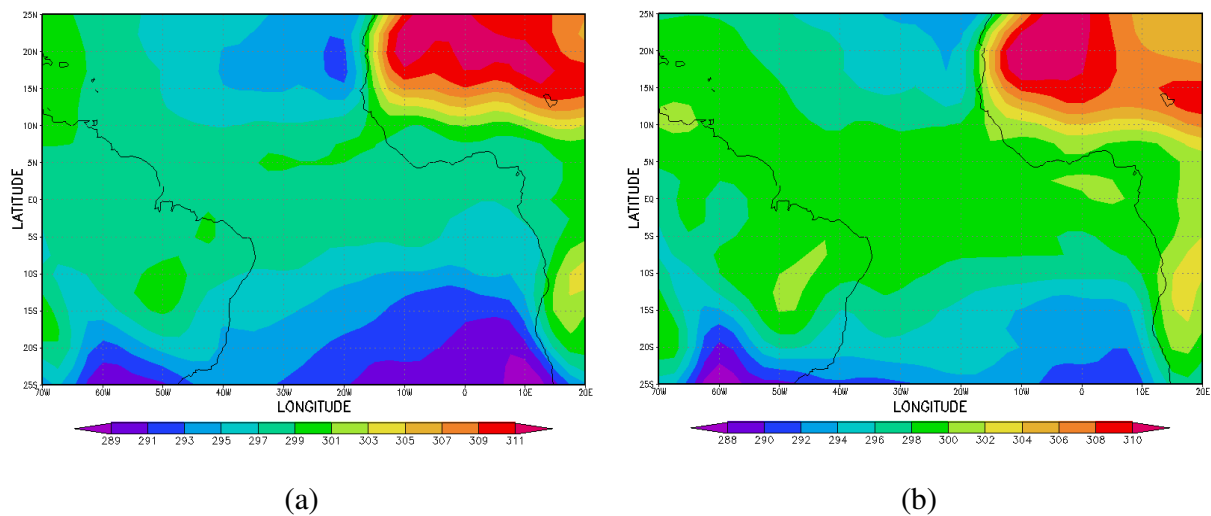 25N
20N
15N
10N
5N
EQ
5S
10S
15S
20S
25S
LATITUDE
70W 60W 50W 40W 30W 20W 10W 0 10E 20E
LONGITUDE
289 291 293 295 297 299 301 303 305 307 309 311
(a)
25N
20N
15N
10N
5N
EQ
5S
10S
15S
20S
25S
LATITUDE
70W 60W 50W 40W 30W 20W 10W 0 10E 20E
LONGITUDE
288 290 292 294 296 298 300 302 304 306 308 310
(b)